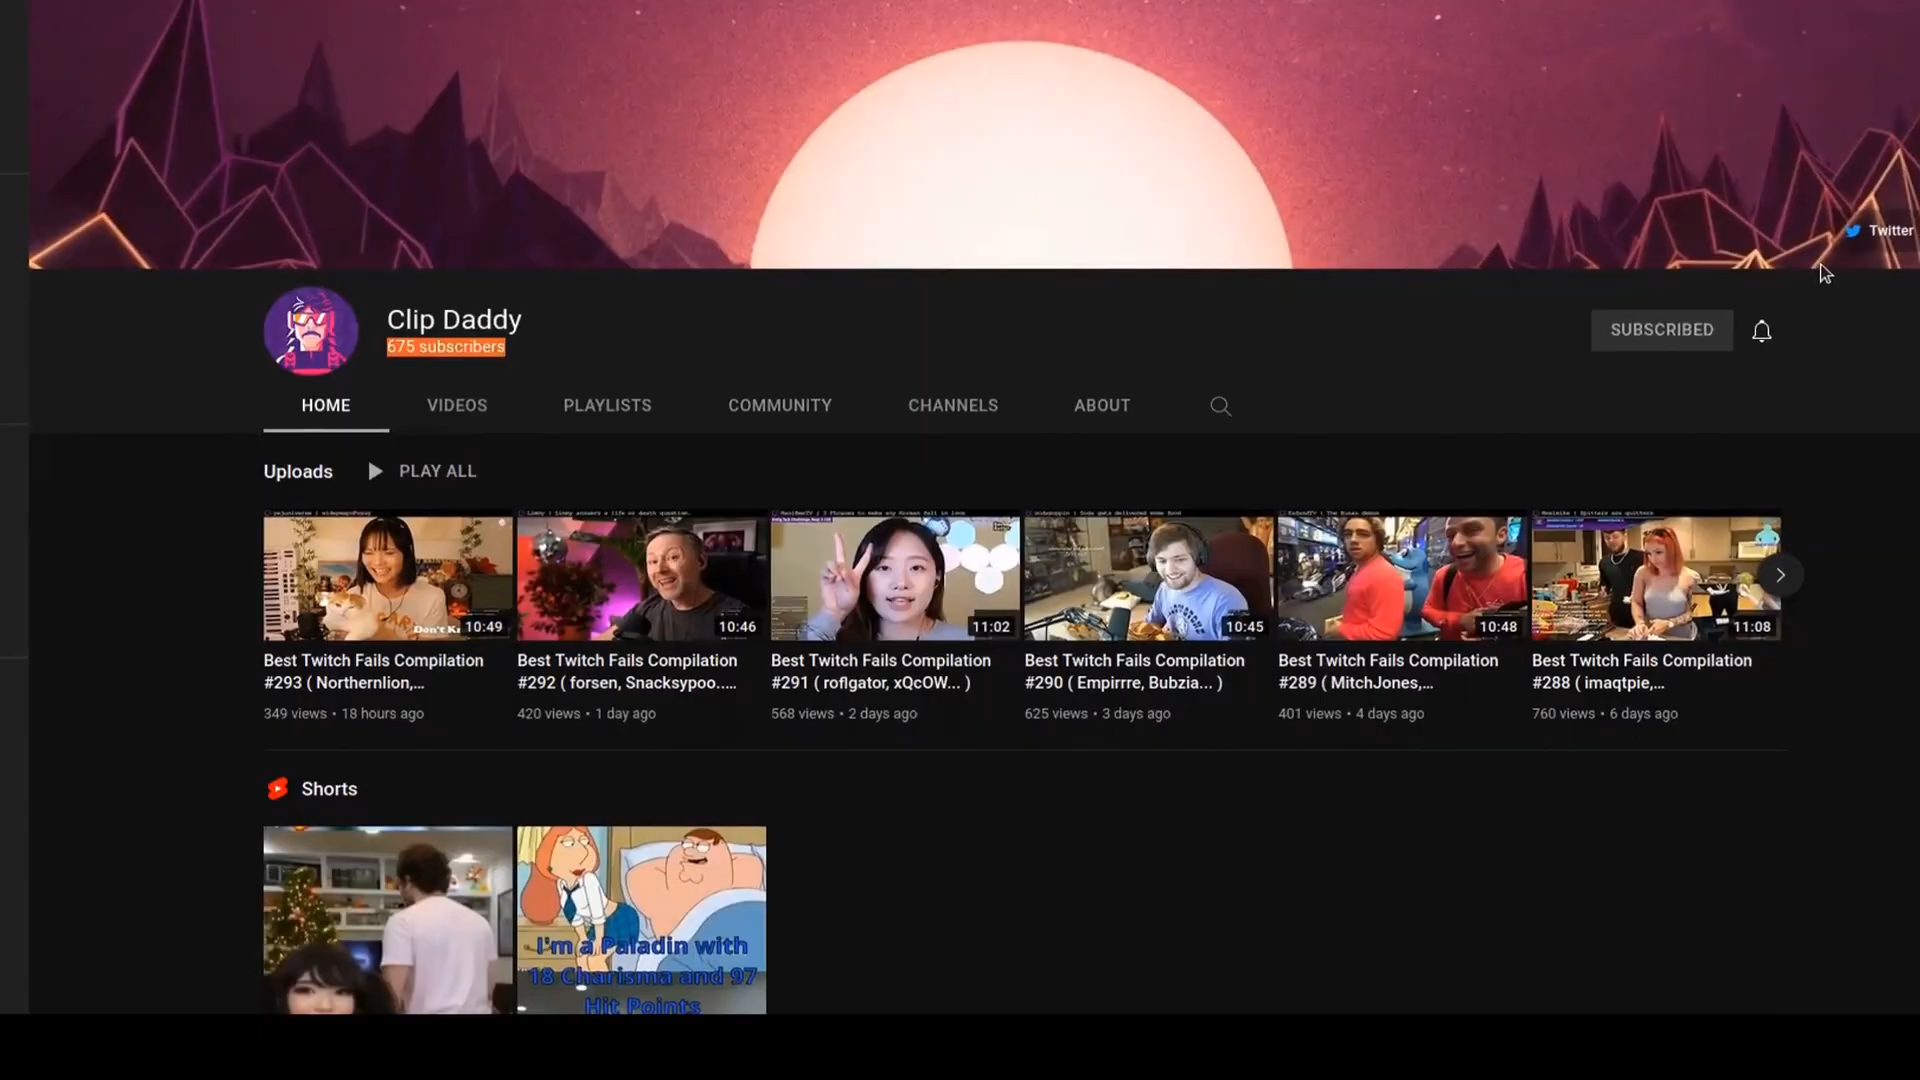 Twitter
Clip Daddy
675 subscribers
SUBSCRIBED
HOME
VIDEOS
PLAYLISTS
COMMUNITY
CHANNELS
ABOUT
Uploads
PLAY ALL
Don't
10:49
10:46
11:02
10:45
10:48
11:08
Best Twitch Fails Compilation
#293 ( Northernlion,...
349 views • 18 hours ago
Best Twitch Fails Compilation
#292 ( forsen, Snacksypoo.....
420 views • 1 day ago
Best Twitch Fails Compilation
#291 ( roflgator, xQcOW... )
568 views • 2 days ago
Best Twitch Fails Compilation
#290 ( Empirrre, Bubzia... )
625 views • 3 days ago
Best Twitch Fails Compilation
#289 ( MitchJones,...
401 views • 4 days ago
Best Twitch Fails Compilation
#288 ( imaqtpie,...
760 views • 6 days ago
Shorts
I'm a Paladin with
18 Charisma and 97
Hit Points